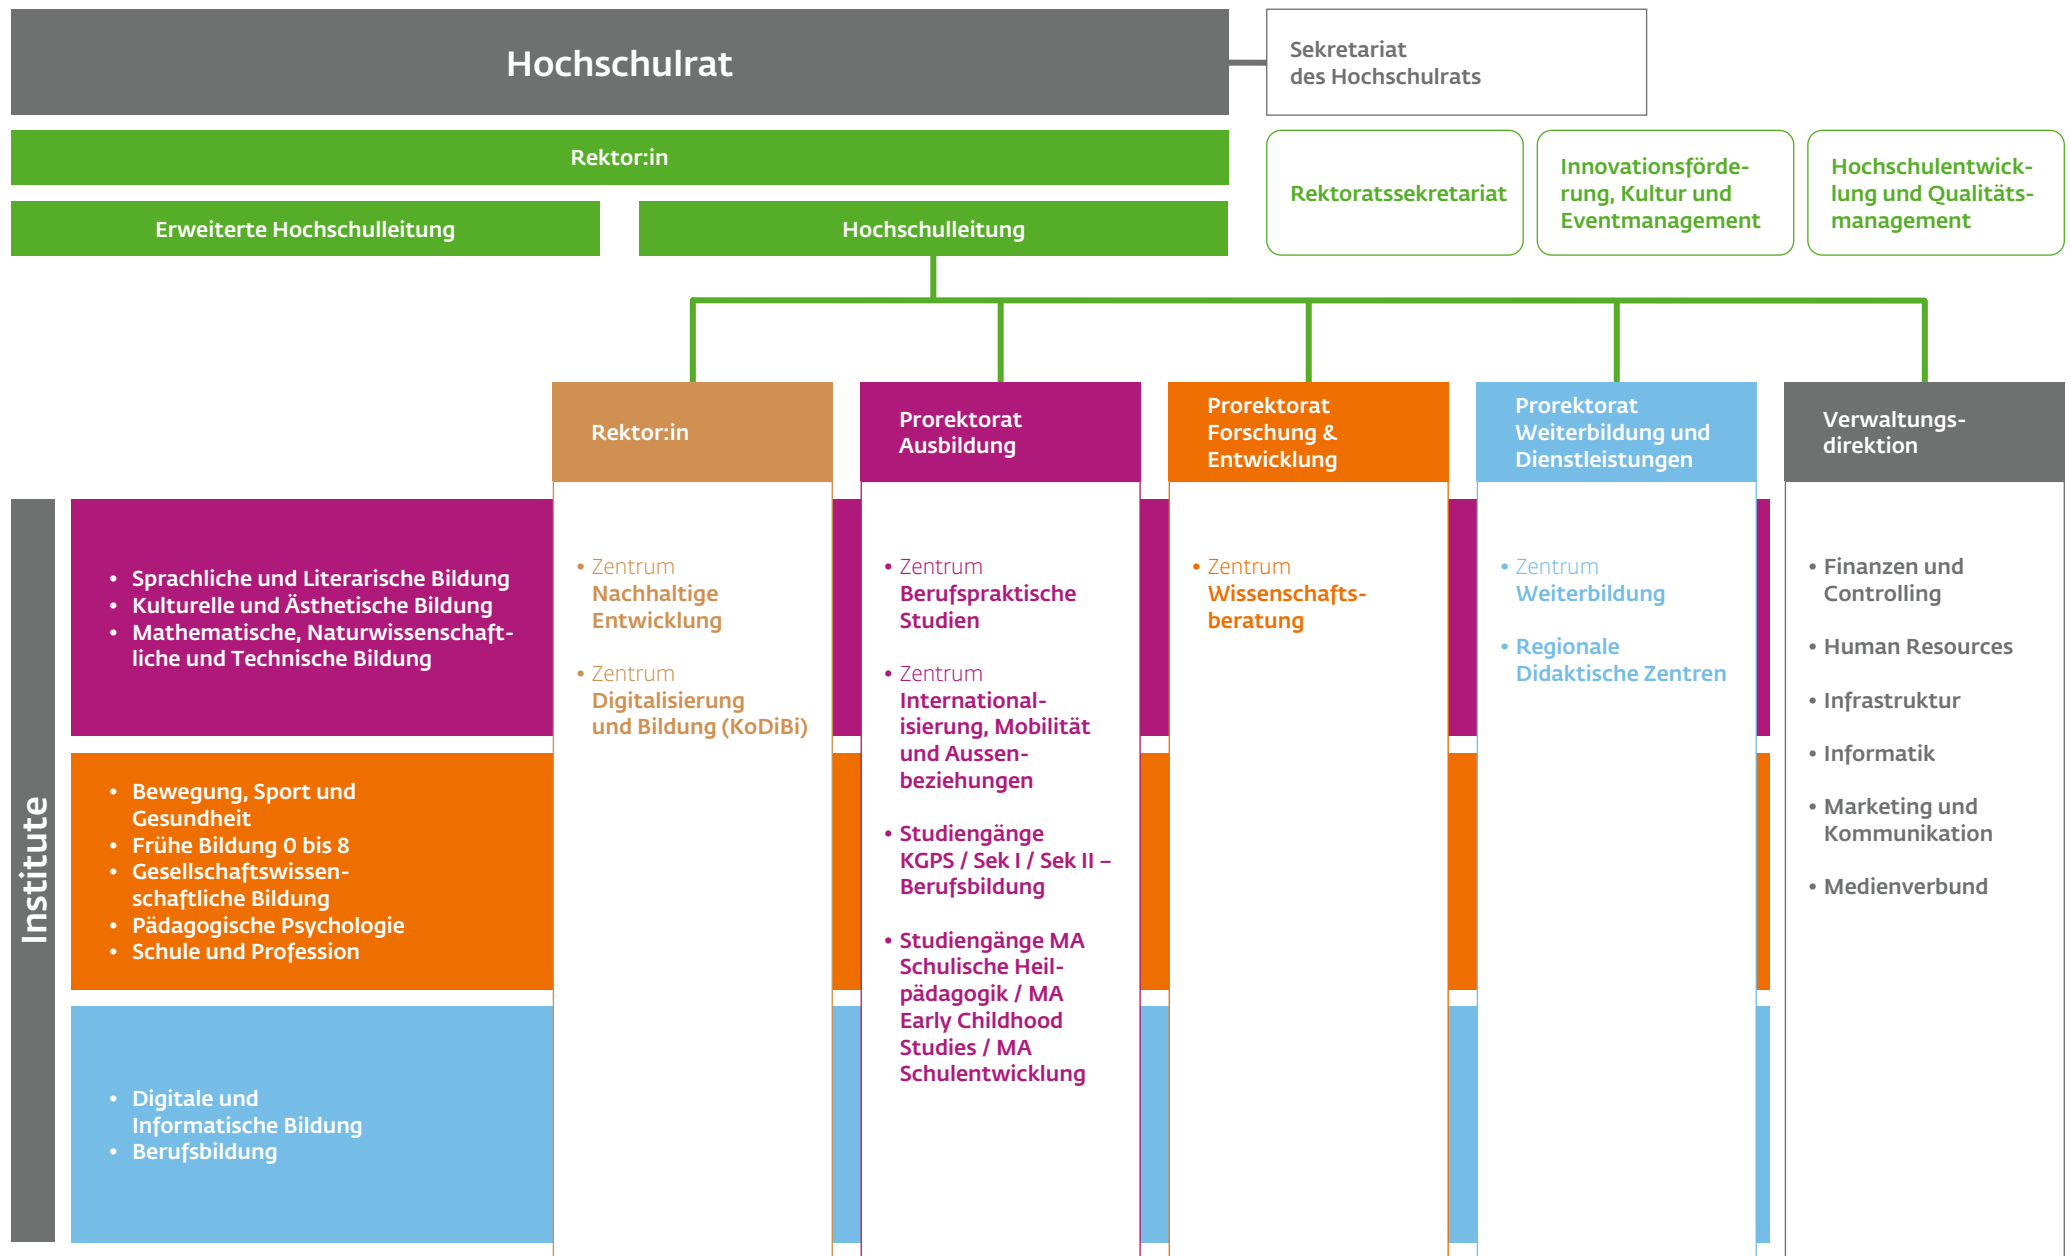 Hochschulrat
Sekretariat
des Hochschulrats
Rektor:in
Erweiterte Hochschulleitung
Hochschulleitung
Rektoratssekretariat
Innovationsförde-
rung, Kultur und
Eventmanagement
Hochschulentwick-
lung und Qualitäts-
management
Rektor:in
Prorektorat
Ausbildung
Prorektorat
Forschung &
Entwicklung
Prorektorat
Weiterbildung und
Dienstleistungen
Verwaltungs-
direktion
Institute
• Sprachliche und Literarische Bildung
• Kulturelle und Ästhetische Bildung
• Mathematische, Naturwissenschaft-
liche und Technische Bildung
• Bewegung, Sport und
Gesundheit
• Frühe Bildung 0 bis 8
• Gesellschaftswissen-
schaftliche Bildung
• Pädagogische Psychologie
• Schule und Profession
• Digitale und
Informatische Bildung
• Berufsbildung
• Zentrum
Nachhaltige
Entwicklung
• Zentrum
Digitalisierung
und Bildung (KoDiBi)
• Zentrum
Berufspraktische
Studien
• Zentrum
International-
isierung, Mobilität
und Aussen-
beziehungen
• Studiengänge
KGPS / Sek I / Sek II –
Berufsbildung
• Studiengänge MA
Schulische Heil-
pädagogik / MA
Early Childhood
Studies / MA
Schulentwicklung
• Zentrum
Wissenschafts-
beratung
• Zentrum
Weiterbildung
• Regionale
Didaktische Zentren
• Finanzen und
Controlling
• Human Resources
• Infrastruktur
• Informatik
• Marketing und
Kommunikation
• Medienverbund